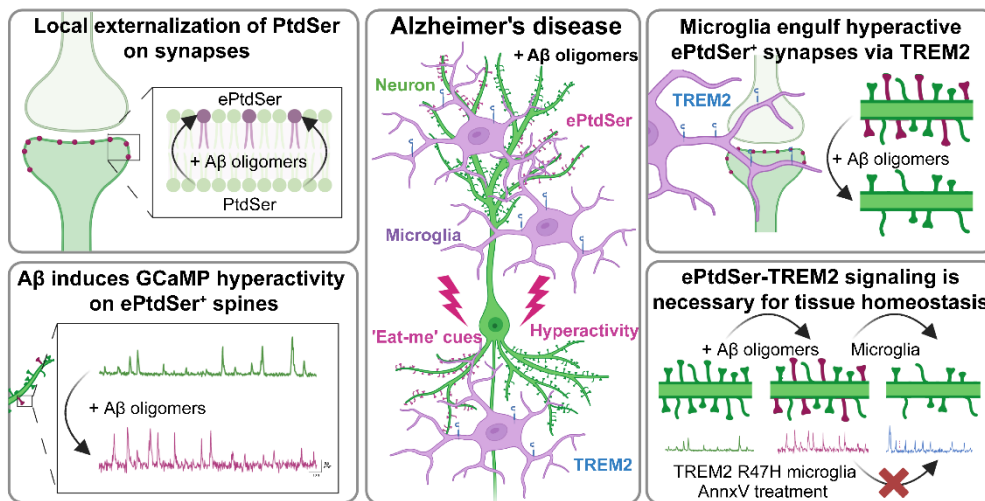 Local externalization of PtdSer
on synapses
ePtdSer
+ Aβ oligomers
PtdSer
Aβ induces GCaMP hyperactivity
on ePtdSer⁺ spines
+ Aβ oligomers
Alzheimer's disease
+ Aβ oligomers
Neuron
ePtdSer
Microglia
'Eat-me' cues
Hyperactivity
TREM2
Microglia engulf hyperactive
ePtdSer⁺ synapses via TREM2
TREM2
+ Aβ oligomers
ePtdSer-TREM2 signaling is
necessary for tissue homeostasis
+ Aβ oligomers
Microglia
TREM2 R47H microglia
AnnxV treatment